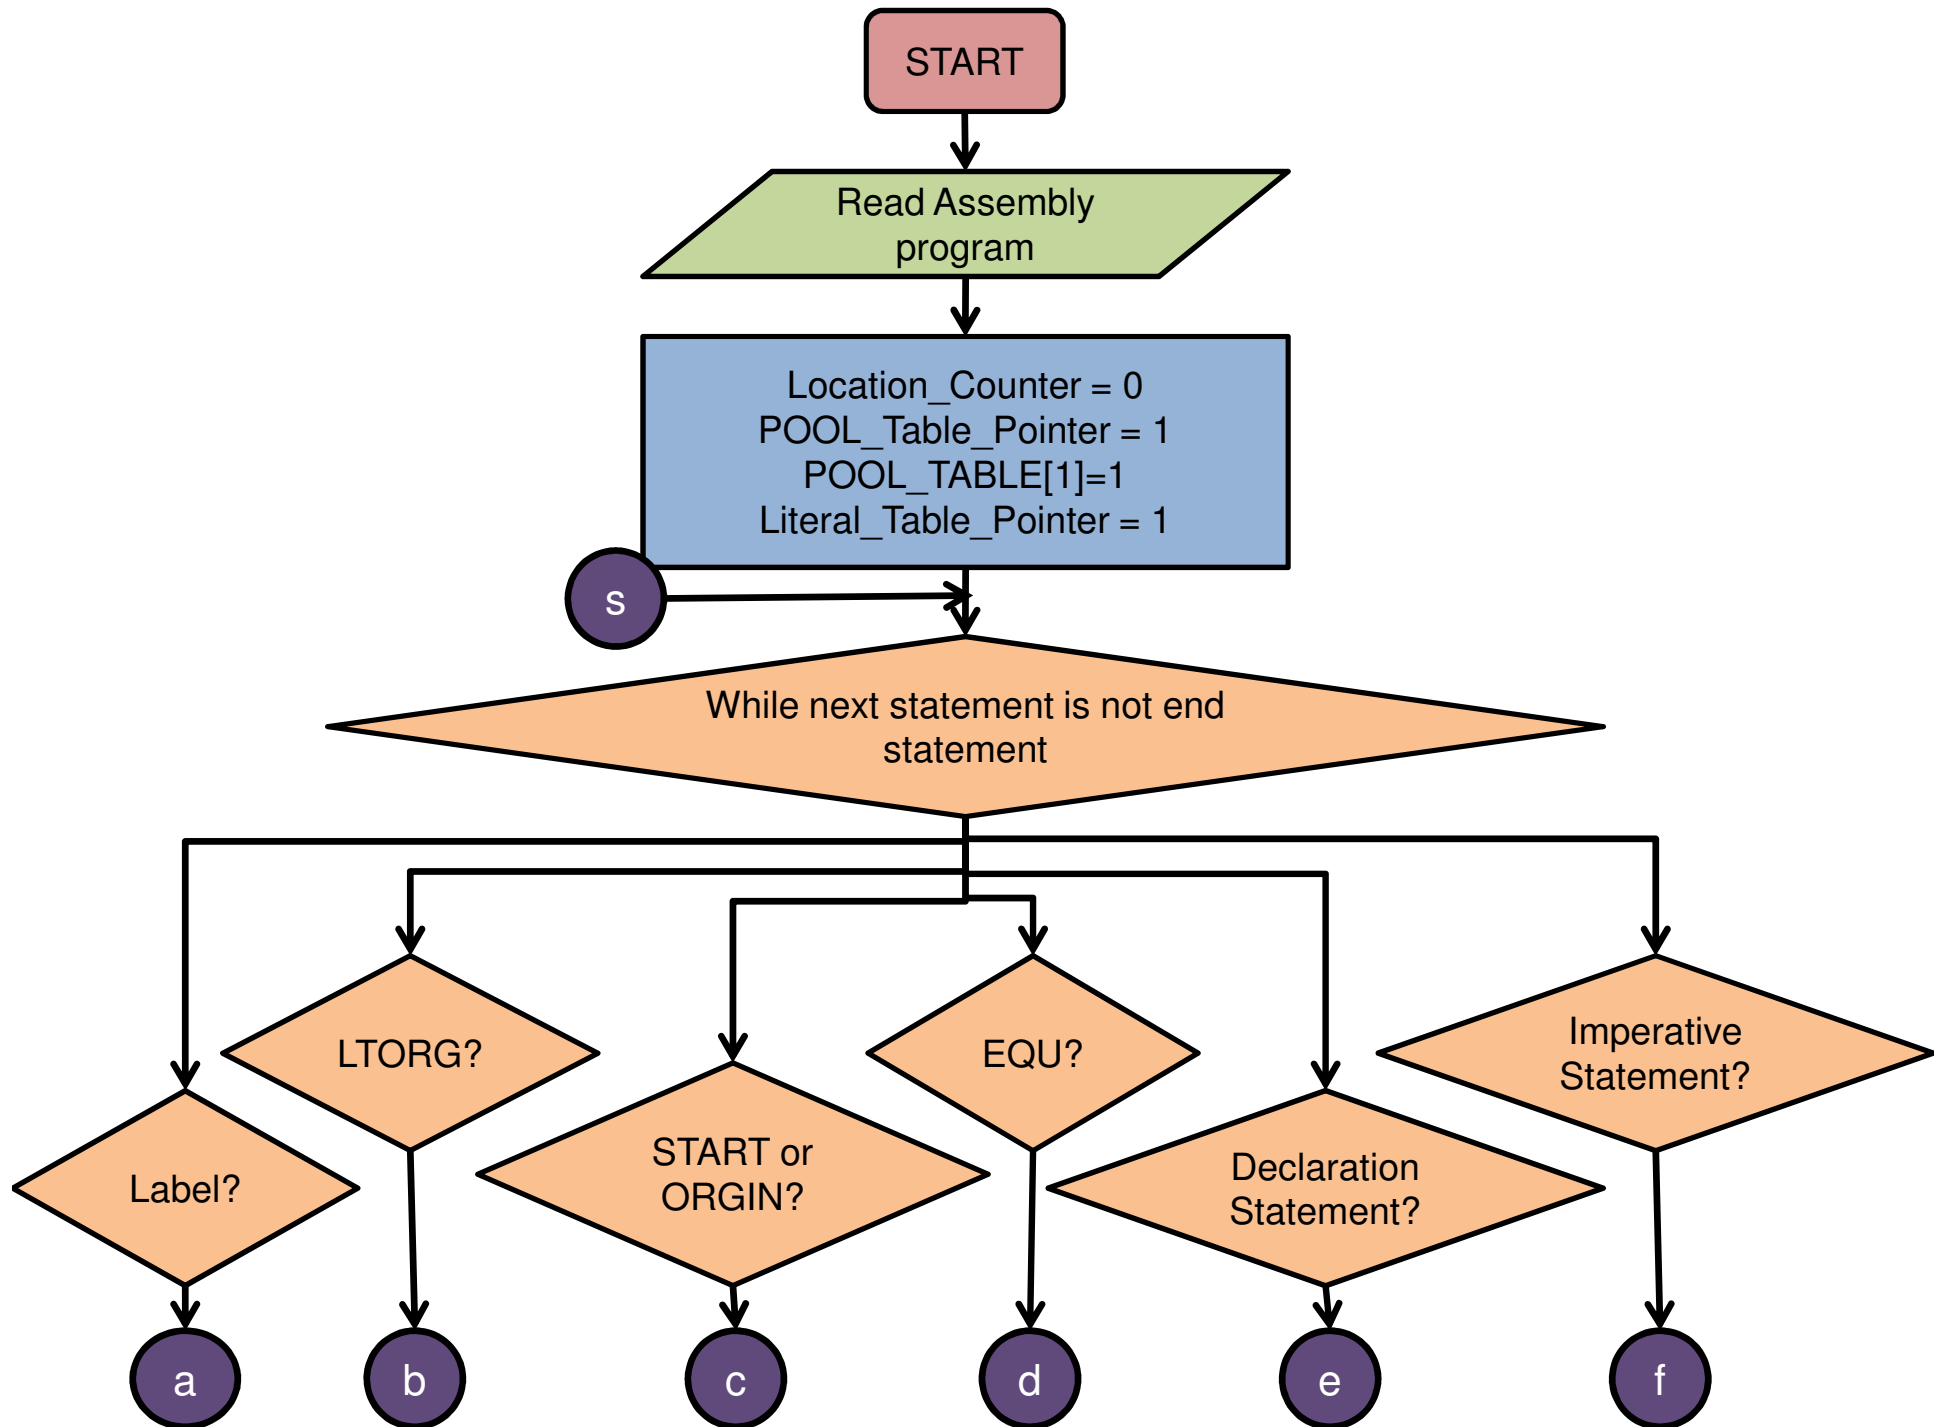 START
Read Assembly
program
Location_Counter = 0
POOL_Table_Pointer = 1
POOL_TABLE[1]=1
Literal_Table_Pointer = 1
s
While next statement is not end
statement
Label?
LTORG?
START or
ORGIN?
EQU?
Declaration
Statement?
Imperative
Statement?
a
b
c
d
e
f